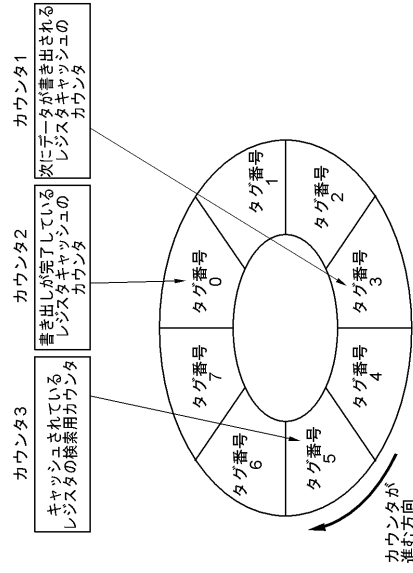 カウンタ3
キャッシュされている
レジスタの検索用カウンタ
カウンタ2
書き出しが完了している
レジスタキャッシュの
カウンタ
カウンタ1
次にデータが書き出される
レジスタキャッシュの
カウンタ
タグ番号
0
タグ番号
1
タグ番号
2
タグ番号
3
タグ番号
4
タグ番号
5
タグ番号
6
タグ番号
7
カウンタが
進む方向